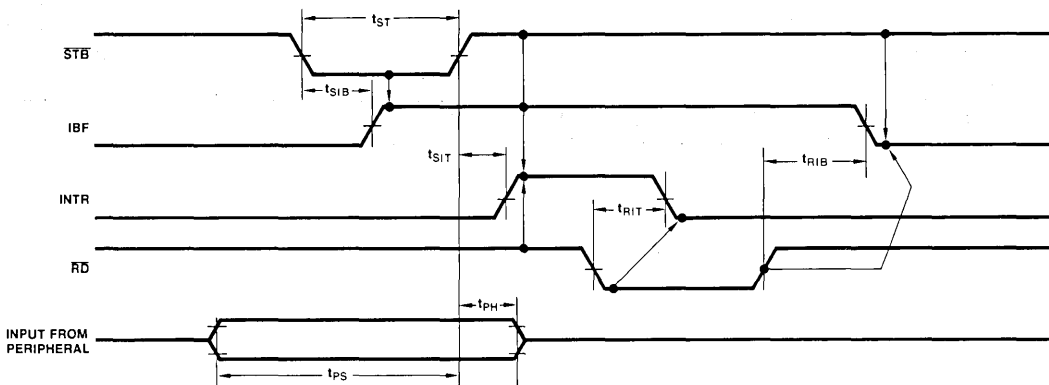 tST
STB
tSIB
IBF
tSIT
tRIB
INTR
tRIT
RD
tPH
INPUT FROM
PERIPHERAL
tPS